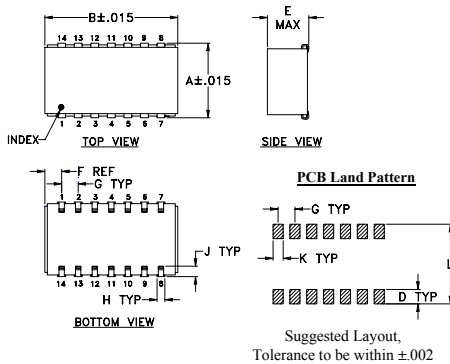 B±.015
E
MAX
14 13 12 11 10 9 8
A±.015
INDEX
1 2 3 4 5 6 7
TOP VIEW
SIDE VIEW
F REF
G TYP
1 2 3 4 5 6 7
J TYP
14 13 12 11 10 9 8
H TYP
BOTTOM VIEW
PCB Land Pattern
G TYP
K TYP
L
D TYP
Suggested Layout,
Tolerance to be within ±.002